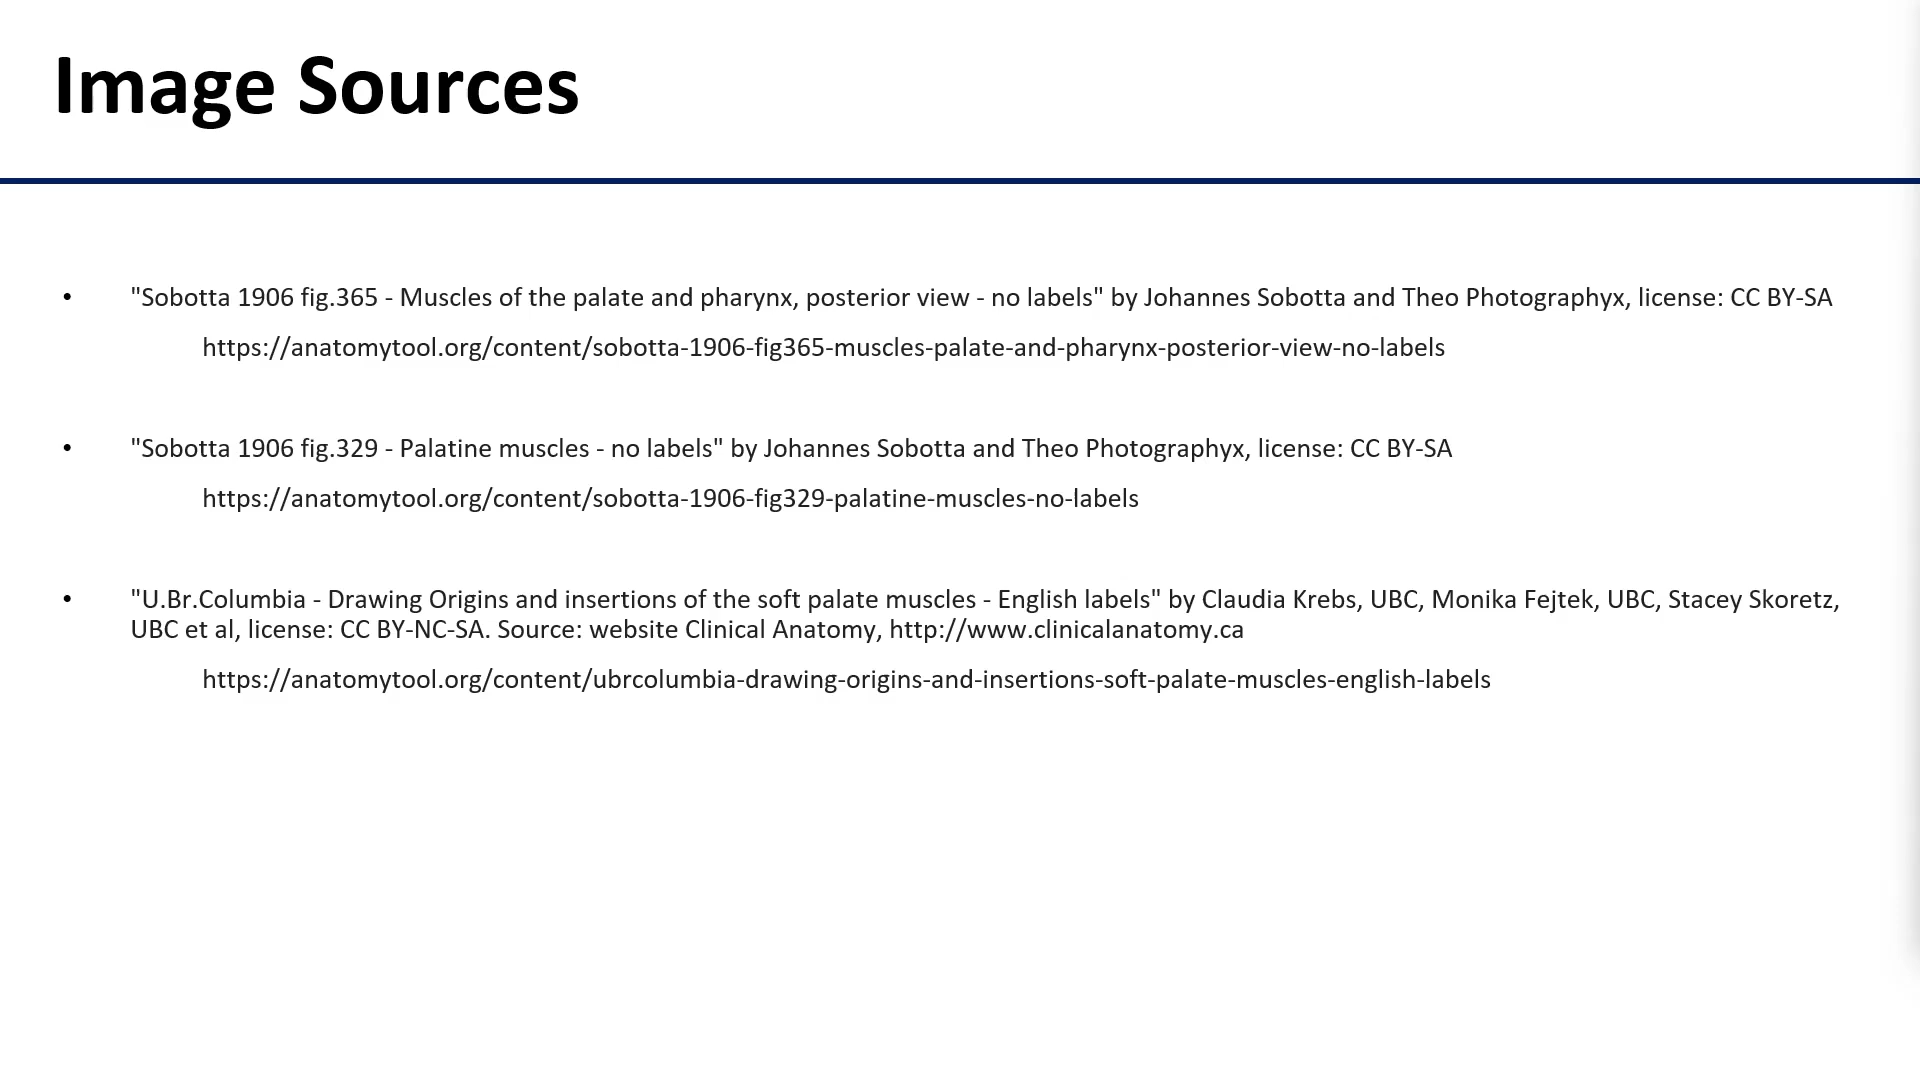 Image Sources
• "Sobotta 1906 fig.365 - Muscles of the palate and pharynx, posterior view - no labels" by Johannes Sobotta and Theo Photographyx, license: CC BY-SA
https://anatomytool.org/content/sobotta-1906-fig365-muscles-palate-and-pharynx-posterior-view-no-labels
• "Sobotta 1906 fig.329 - Palatine muscles - no labels" by Johannes Sobotta and Theo Photographyx, license: CC BY-SA
https://anatomytool.org/content/sobotta-1906-fig329-palatine-muscles-no-labels
• "U.Br.Columbia - Drawing Origins and insertions of the soft palate muscles - English labels" by Claudia Krebs, UBC, Monika Fejtek, UBC, Stacey Skoretz,
UBC et al, license: CC BY-NC-SA. Source: website Clinical Anatomy, http://www.clinicalanatomy.ca
https://anatomytool.org/content/ubrcolumbia-drawing-origins-and-insertions-soft-palate-muscles-english-labels